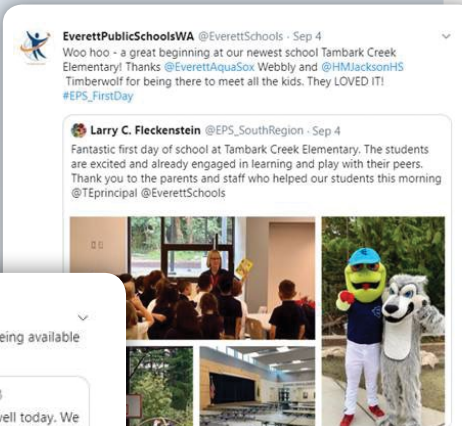 EverettPublicSchoolsWA @EverettSchools · Sep 4
Woo hoo - a great beginning at our newest school Tambark Creek
Elementary! Thanks @EverettAquaSox Webbly and @HMJacksonHS
Timberwolf for being there to meet all the kids. They LOVED IT!
#EPS_FirstDay
Larry C. Fleckenstein @EPS_SouthRegion · Sep 4
Fantastic first day of school at Tambark Creek Elementary. The students
are excited and already engaged in learning and play with their peers.
Thank you to the parents and staff who helped our students this morning
@TEprincipal @EverettSchools
eing available
vell today. We